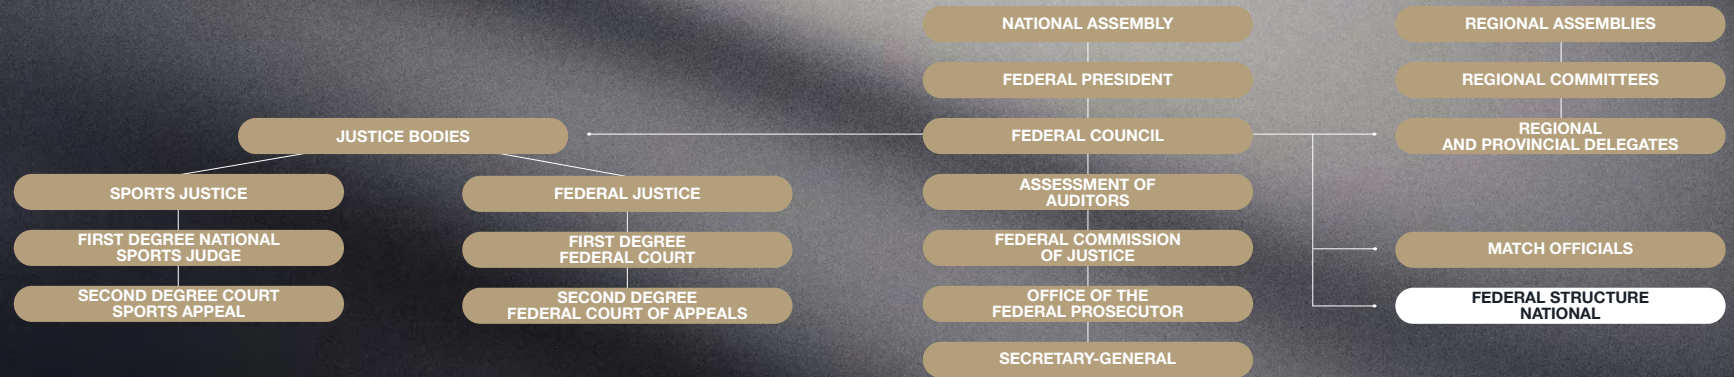 NATIONAL ASSEMBLY
REGIONAL ASSEMBLIES
FEDERAL PRESIDENT
REGIONAL COMMITTEES
JUSTICE BODIES
FEDERAL COUNCIL
REGIONAL
AND PROVINCIAL DELEGATES
SPORTS JUSTICE
FEDERAL JUSTICE
ASSESSMENT OF
AUDITORS
FIRST DEGREE NATIONAL
SPORTS JUDGE
FIRST DEGREE
FEDERAL COURT
FEDERAL COMMISSION
OF JUSTICE
MATCH OFFICIALS
SECOND DEGREE COURT
SPORTS APPEAL
SECOND DEGREE
FEDERAL COURT OF APPEALS
OFFICE OF THE
FEDERAL PROSECUTOR
FEDERAL STRUCTURE
NATIONAL
SECRETARY-GENERAL